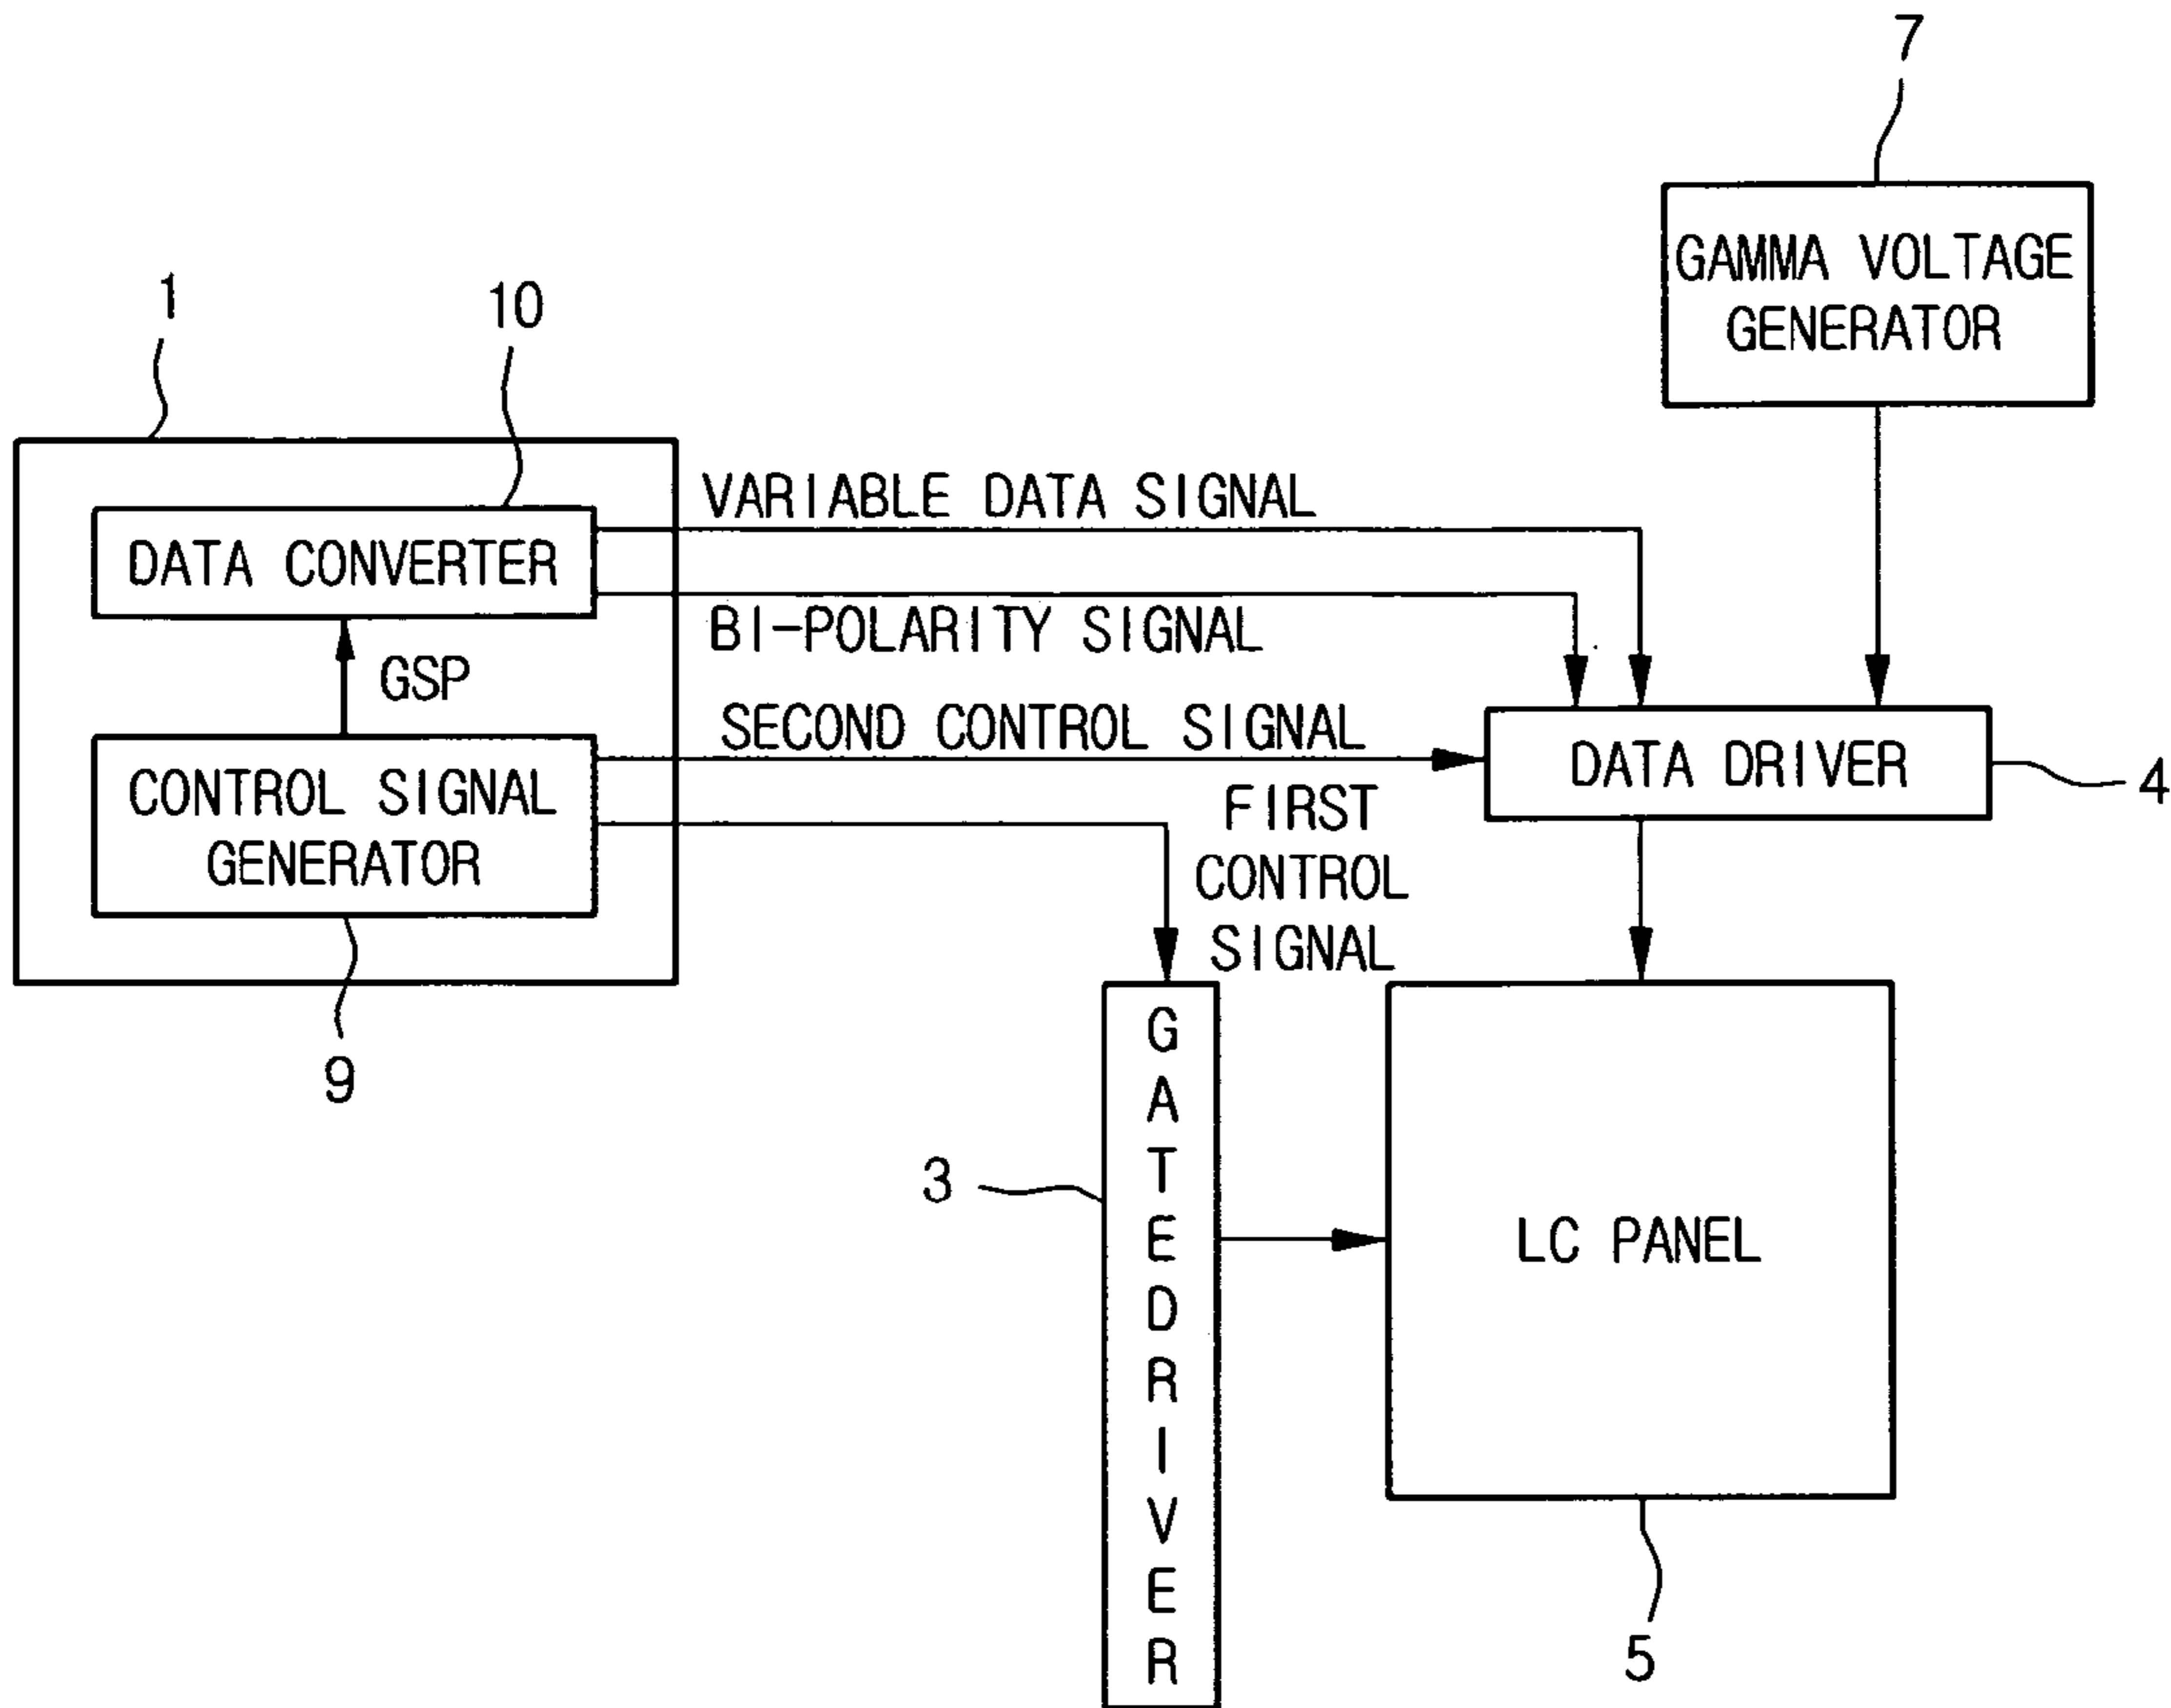 7
GAMMA VOLTAGE
GENERATOR
1
10
VARIABLE DATA SIGNAL
DATA CONVERTER
BI-POLARITY SIGNAL
GSP
SECOND CONTROL SIGNAL
DATA DRIVER
4
CONTROL SIGNAL
GENERATOR
FIRST
CONTROL
SIGNAL
9
GATEDRIVER
3
LC PANEL
5